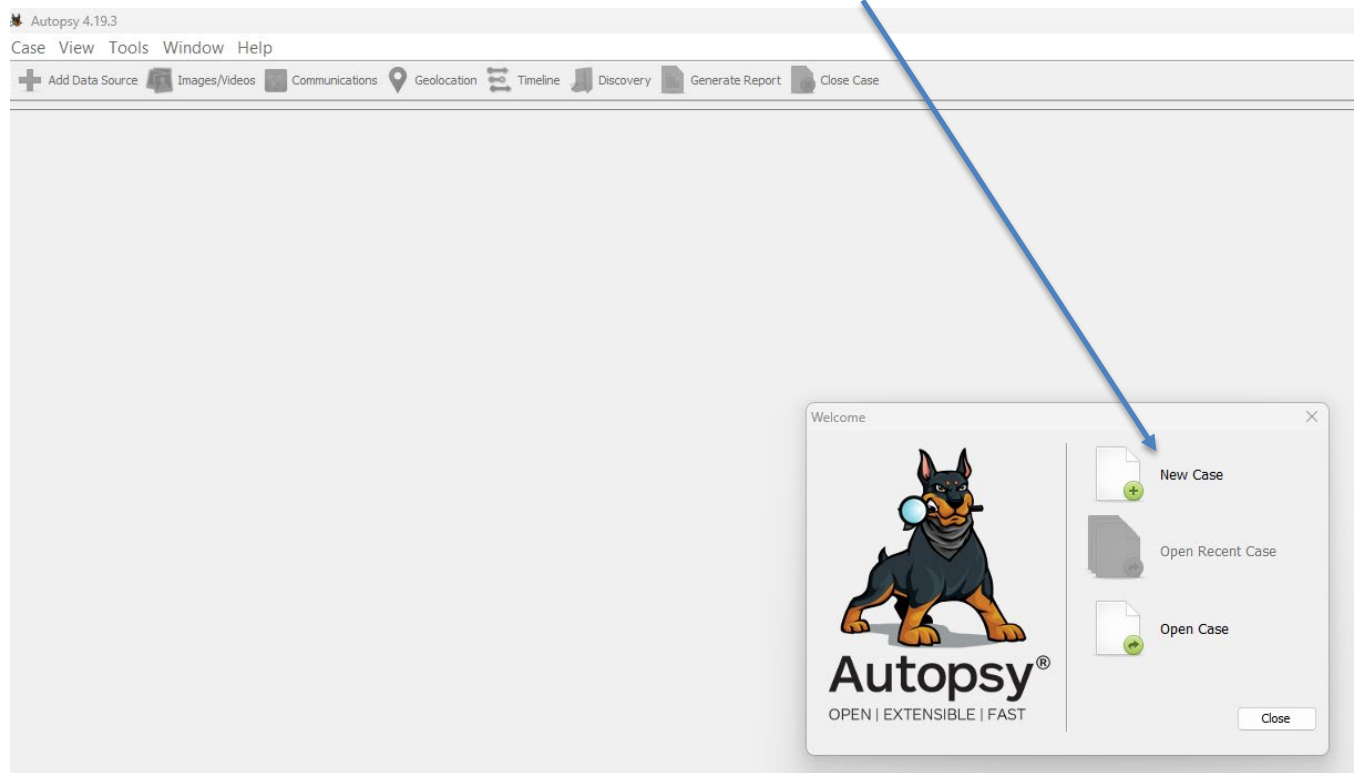 Autopsy 4.19.3
Case View Tools Window Help
Add Data Source Images/Videos Communications Geolocation Timeline Discovery Generate Report Close Case
Welcome
New Case
Open Recent Case
Open Case
Autopsy®
OPEN | EXTENSIBLE | FAST
Close